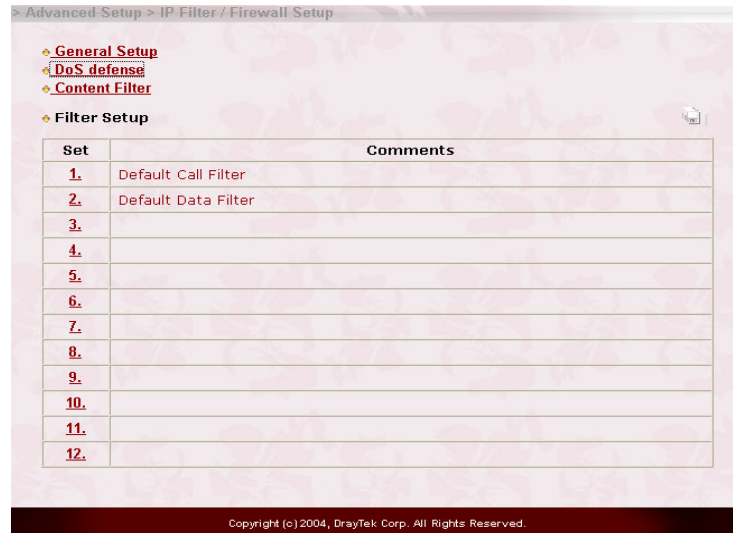 > Advanced Setup > IP Filter / Firewall Setup
General Setup
DoS defense
Content Filter
Filter Setup
Set Comments
1. Default Call Filter
2. Default Data Filter
3.
4.
5.
6.
7.
8.
9.
10.
11.
12.
Copyright (c) 2004, DrayTek Corp. All Rights Reserved.